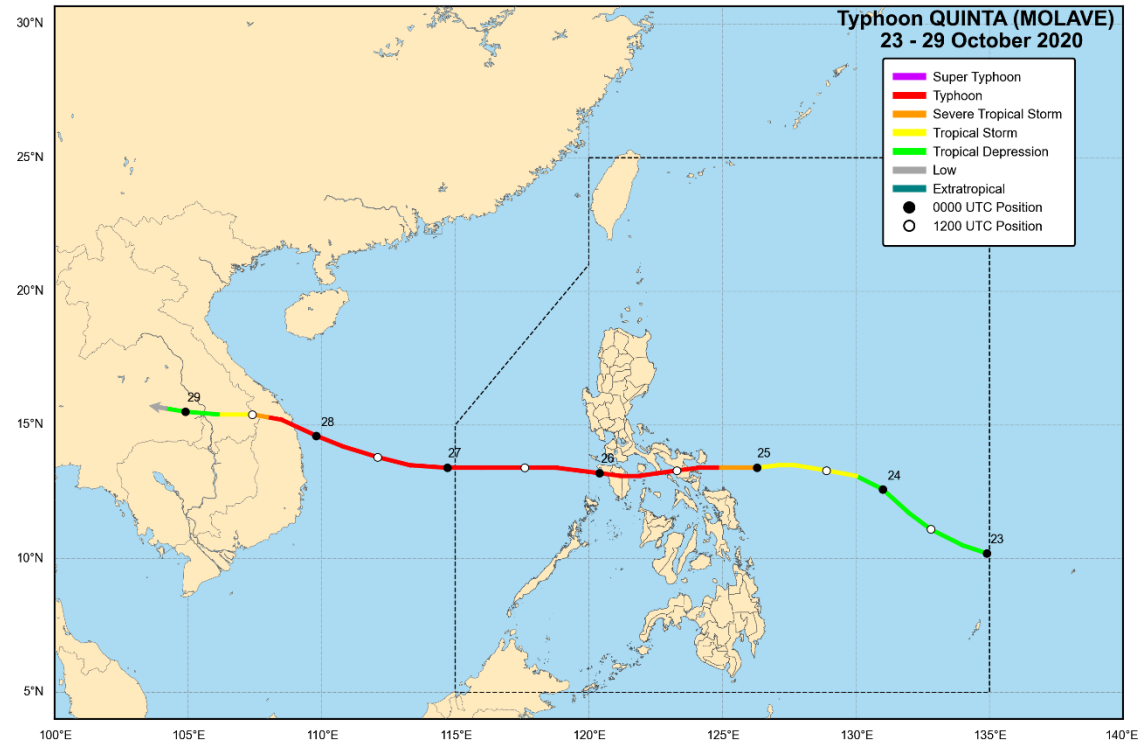 Typhoon QUINTA (MOLAVE)
23 - 29 October 2020
Super Typhoon
Typhoon
Severe Tropical Storm
Tropical Storm
Tropical Depression
Low
Extratropical
0000 UTC Position
1200 UTC Position
30°N
25°N
20°N
15°N
10°N
5°N
29
28
27
26
25
24
23
100°E
105°E
110°E
115°E
120°E
125°E
130°E
135°E
140°E